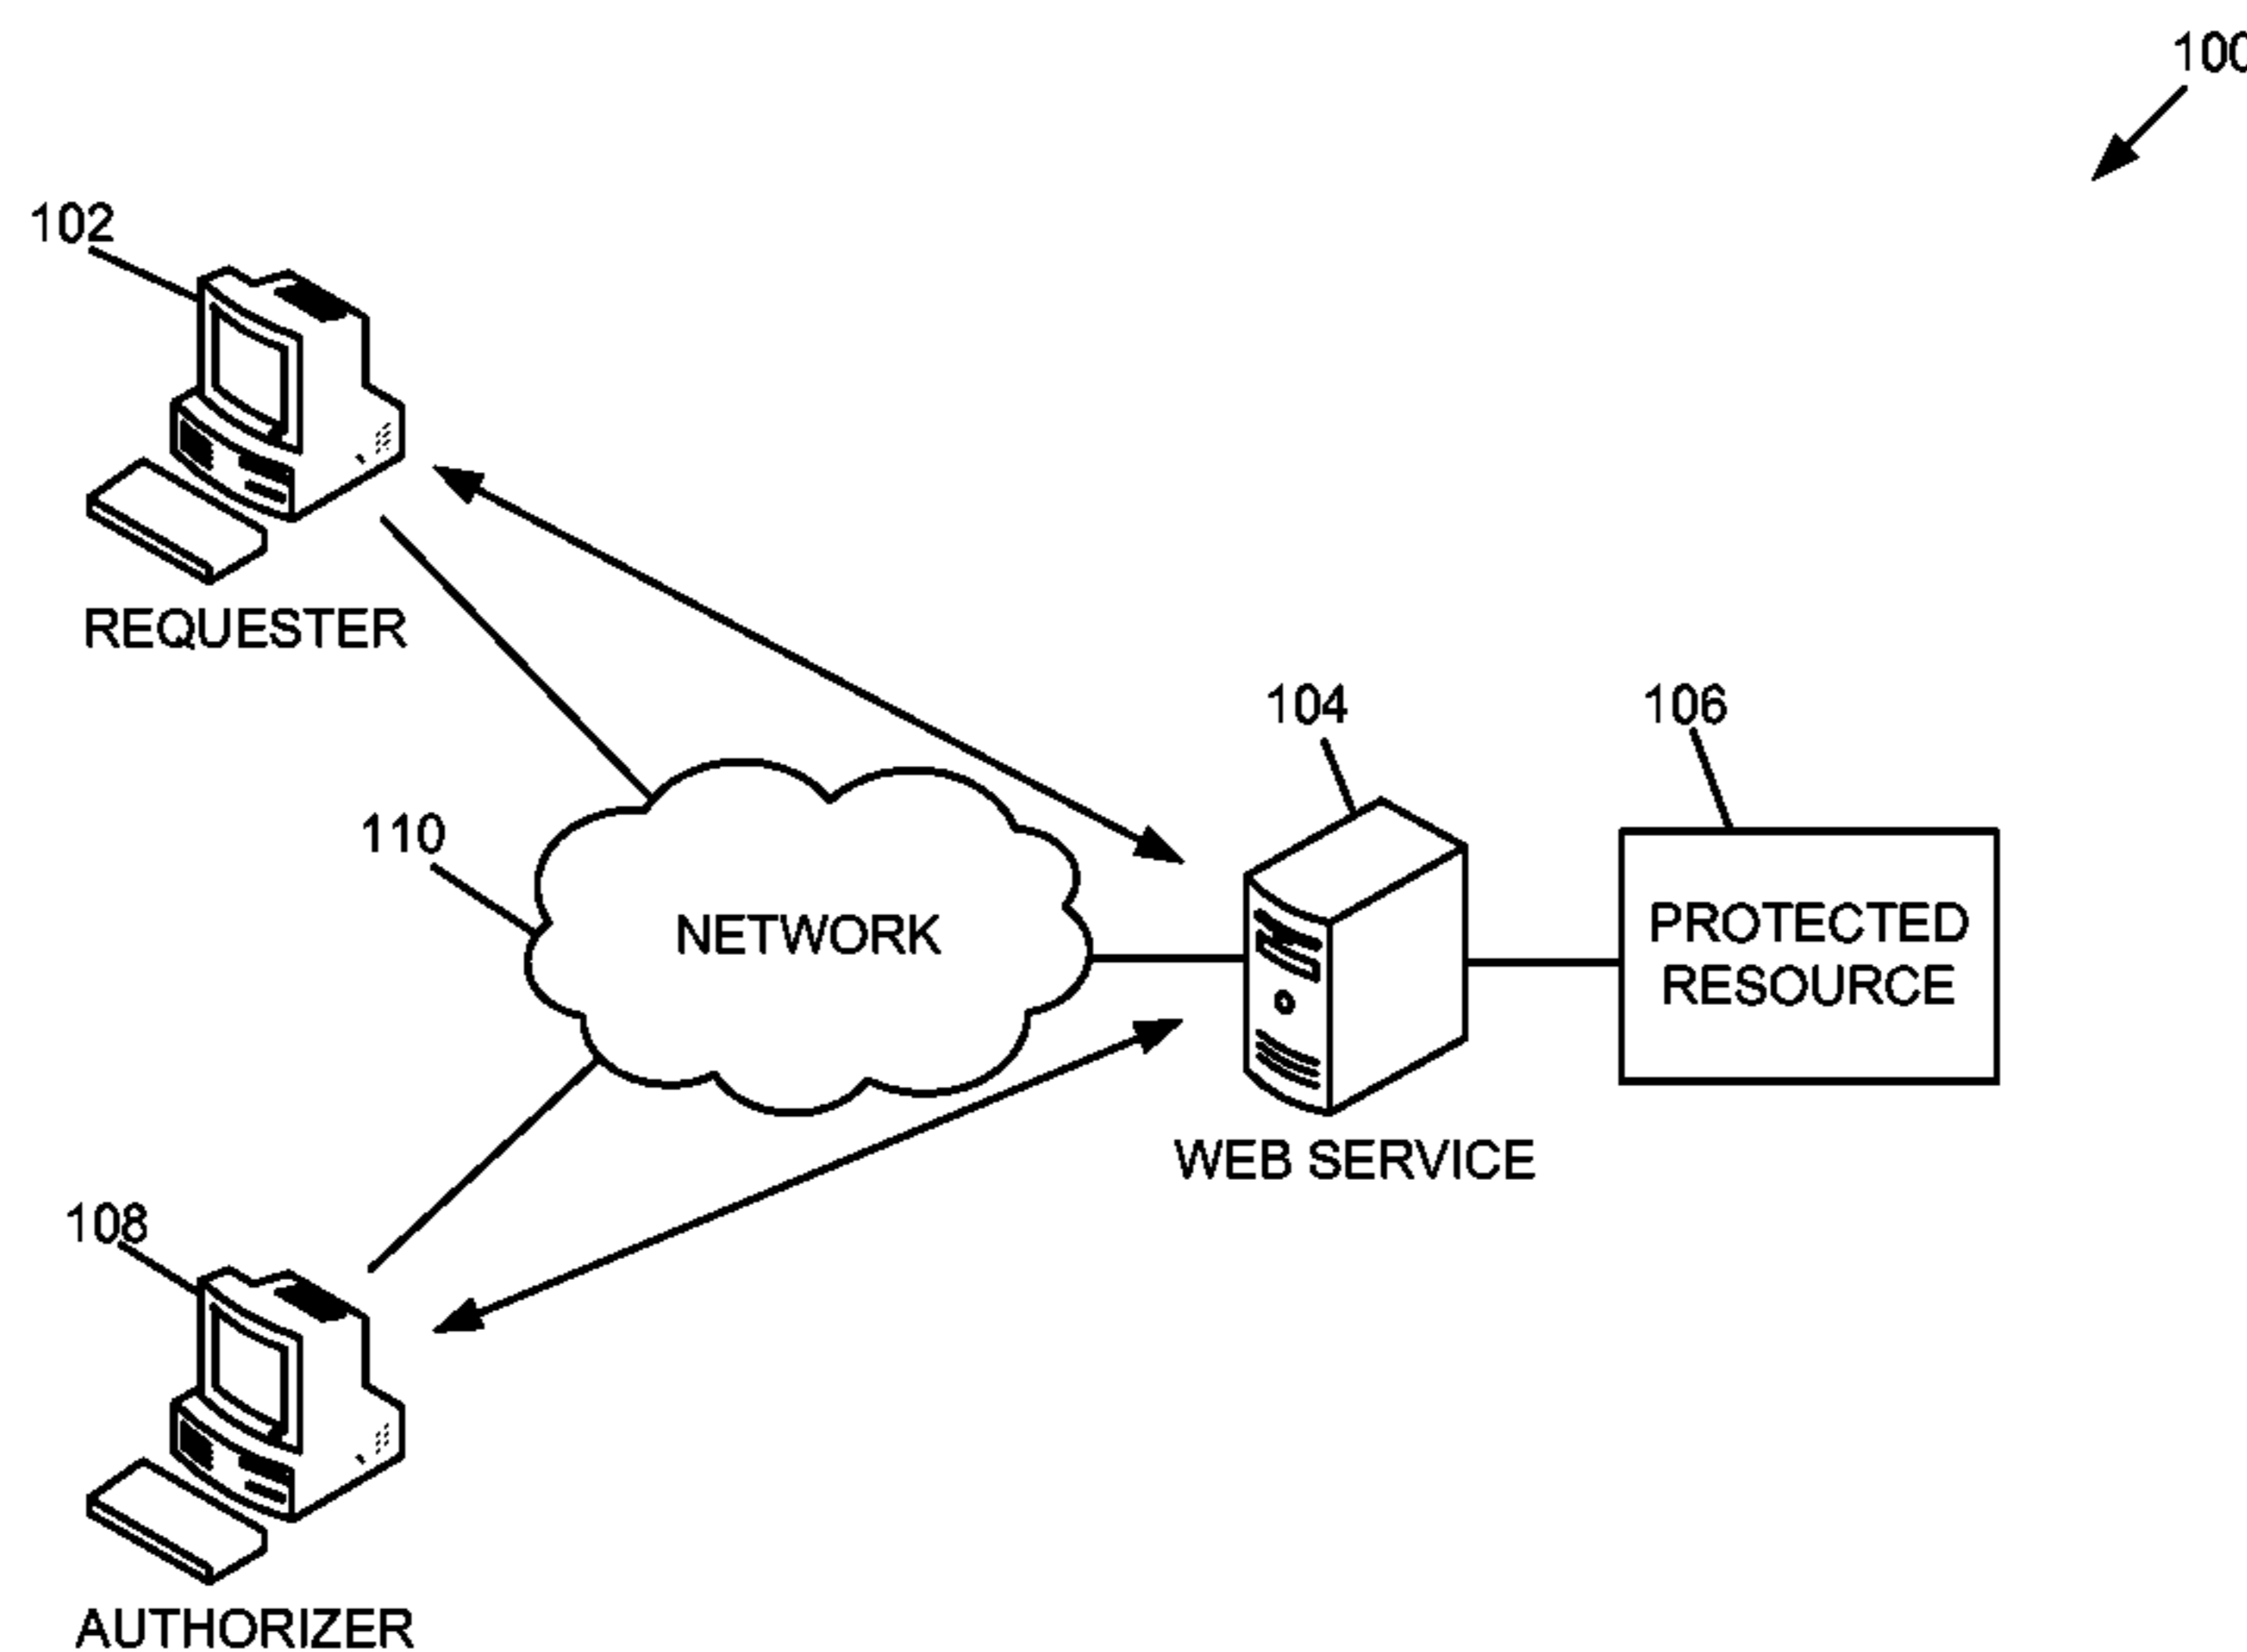 100
102
REQUESTER
104
106
110
NETWORK
PROTECTED
RESOURCE
WEB SERVICE
108
AUTHORIZER